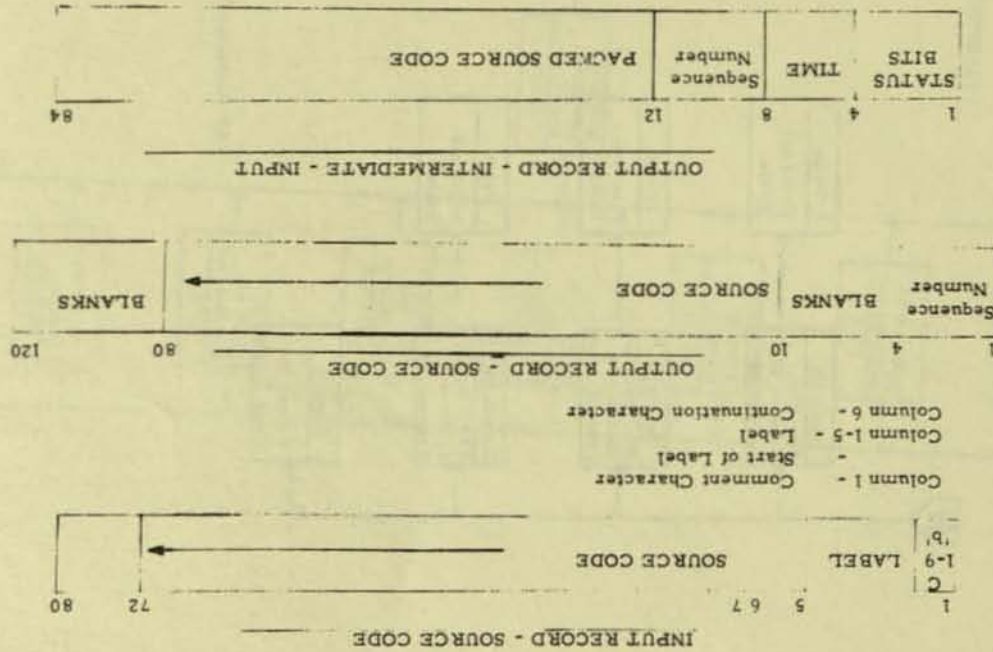 INPUT RECORD - SOURCE CODE
1 5 6 7 72 80
C
1-9 LABEL SOURCE CODE
'b'
Column 1 - Comment Character
- Start of Label
Column 1-5 - Label
Column 6 - Continuation Character
OUTPUT RECORD - SOURCE CODE
1 4 10 80 120
Sequence
Number BLANKS SOURCE CODE BLANKS
OUTPUT RECORD - INTERMEDIATE - INPUT
1 4 8 12 84
STATUS
BITS TIME Sequence
Number PACKED SOURCE CODE